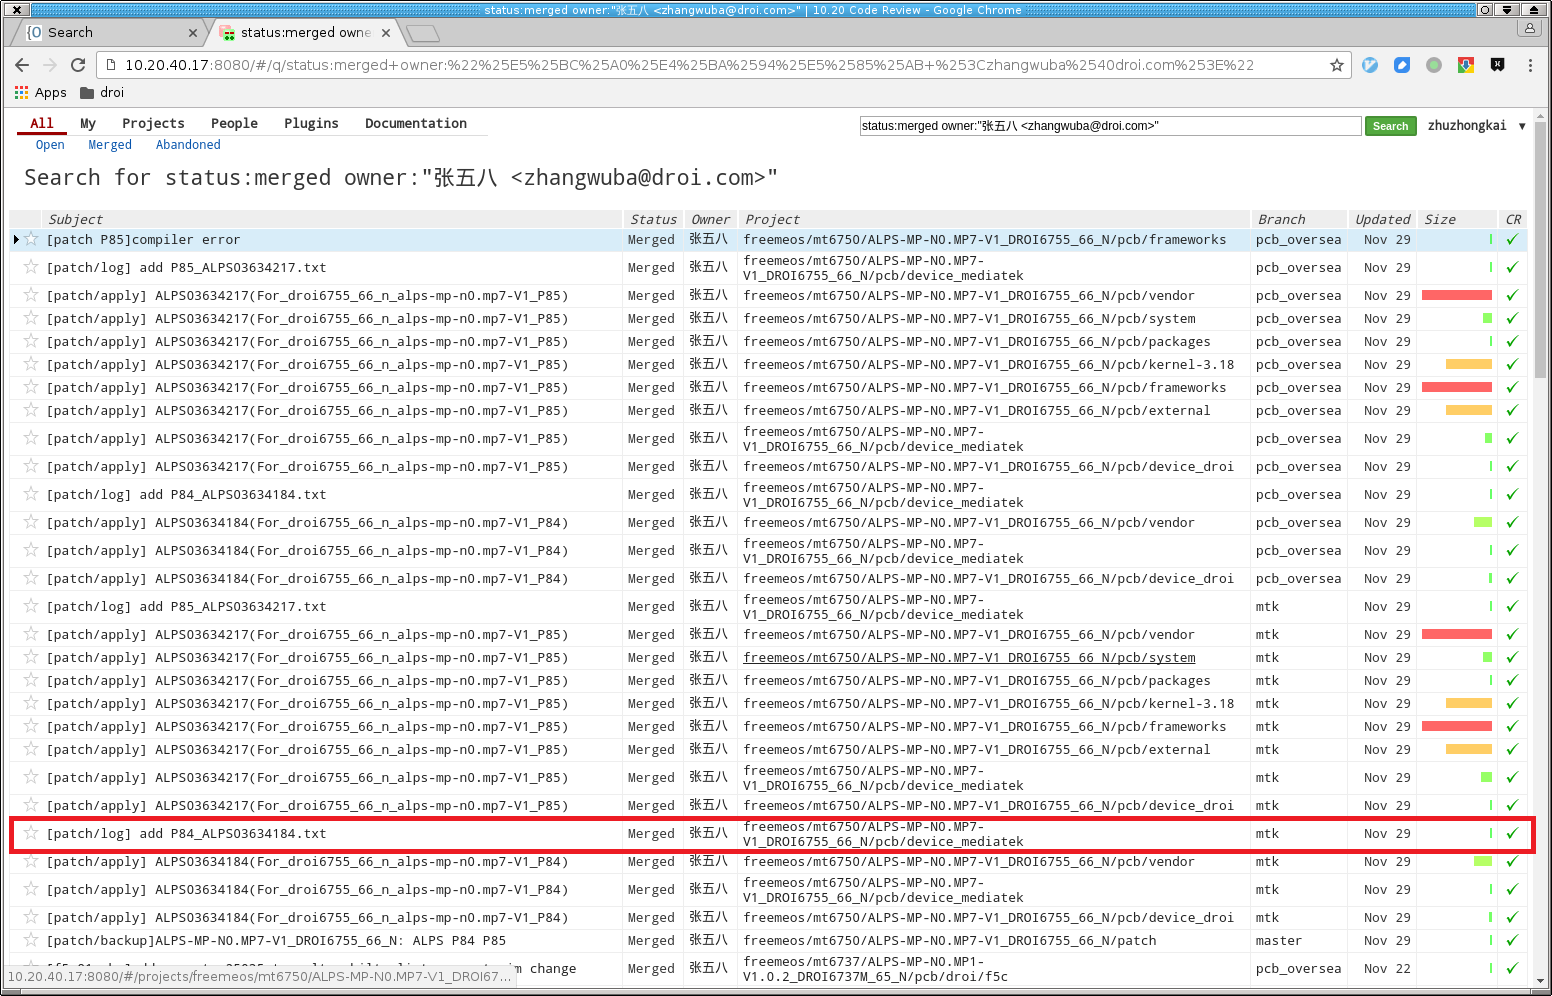 status:merged owner:"张五八 <zhangwuba@droi.com>" | 10.20 Code Review - Google Chrome
Search
status:merged owne
10.20.40.17:8080/#/q/status:merged+owner:%22%25E5%25BC%25A0%25E4%25BA%2594%25E5%2585%25AB+%253Czhangwuba%2540droi.com%253E%22
Apps droi
All My Projects People Plugins Documentation
status:merged owner:"张五八 <zhangwuba@droi.com>" Search zhuzhongkai ▼
Open Merged Abandoned
Search for status:merged owner:"张五八 <zhangwuba@droi.com>"
Subject Status Owner Project Branch Updated Size CR
[patch P85]compiler error Merged 张五八 freemeos/mt6750/ALPS-MP-N0.MP7-V1_DROI6755_66_N/pcb/frameworks pcb_oversea Nov 29
[patch/log] add P85_ALPS03634217.txt Merged 张五八 freemeos/mt6750/ALPS-MP-N0.MP7-
V1_DROI6755_66_N/pcb/device_mediatek pcb_oversea Nov 29
[patch/apply] ALPS03634217(For_droi6755_66_n_alps-mp-n0.mp7-V1_P85) Merged 张五八 freemeos/mt6750/ALPS-MP-N0.MP7-V1_DROI6755_66_N/pcb/vendor pcb_oversea Nov 29
[patch/apply] ALPS03634217(For_droi6755_66_n_alps-mp-n0.mp7-V1_P85) Merged 张五八 freemeos/mt6750/ALPS-MP-N0.MP7-V1_DROI6755_66_N/pcb/system pcb_oversea Nov 29
[patch/apply] ALPS03634217(For_droi6755_66_n_alps-mp-n0.mp7-V1_P85) Merged 张五八 freemeos/mt6750/ALPS-MP-N0.MP7-V1_DROI6755_66_N/pcb/packages pcb_oversea Nov 29
[patch/apply] ALPS03634217(For_droi6755_66_n_alps-mp-n0.mp7-V1_P85) Merged 张五八 freemeos/mt6750/ALPS-MP-N0.MP7-V1_DROI6755_66_N/pcb/kernel-3.18 pcb_oversea Nov 29
[patch/apply] ALPS03634217(For_droi6755_66_n_alps-mp-n0.mp7-V1_P85) Merged 张五八 freemeos/mt6750/ALPS-MP-N0.MP7-V1_DROI6755_66_N/pcb/frameworks pcb_oversea Nov 29
[patch/apply] ALPS03634217(For_droi6755_66_n_alps-mp-n0.mp7-V1_P85) Merged 张五八 freemeos/mt6750/ALPS-MP-N0.MP7-V1_DROI6755_66_N/pcb/external pcb_oversea Nov 29
[patch/apply] ALPS03634217(For_droi6755_66_n_alps-mp-n0.mp7-V1_P85) Merged 张五八 freemeos/mt6750/ALPS-MP-N0.MP7-
V1_DROI6755_66_N/pcb/device_mediatek pcb_oversea Nov 29
[patch/apply] ALPS03634217(For_droi6755_66_n_alps-mp-n0.mp7-V1_P85) Merged 张五八 freemeos/mt6750/ALPS-MP-N0.MP7-V1_DROI6755_66_N/pcb/device_droi pcb_oversea Nov 29
[patch/log] add P84_ALPS03634184.txt Merged 张五八 freemeos/mt6750/ALPS-MP-N0.MP7-
V1_DROI6755_66_N/pcb/device_mediatek pcb_oversea Nov 29
[patch/apply] ALPS03634184(For_droi6755_66_n_alps-mp-n0.mp7-V1_P84) Merged 张五八 freemeos/mt6750/ALPS-MP-N0.MP7-V1_DROI6755_66_N/pcb/vendor pcb_oversea Nov 29
[patch/apply] ALPS03634184(For_droi6755_66_n_alps-mp-n0.mp7-V1_P84) Merged 张五八 freemeos/mt6750/ALPS-MP-N0.MP7-
V1_DROI6755_66_N/pcb/device_mediatek pcb_oversea Nov 29
[patch/apply] ALPS03634184(For_droi6755_66_n_alps-mp-n0.mp7-V1_P84) Merged 张五八 freemeos/mt6750/ALPS-MP-N0.MP7-V1_DROI6755_66_N/pcb/device_droi pcb_oversea Nov 29
[patch/log] add P85_ALPS03634217.txt Merged 张五八 freemeos/mt6750/ALPS-MP-N0.MP7-
V1_DROI6755_66_N/pcb/device_mediatek mtk Nov 29
[patch/apply] ALPS03634217(For_droi6755_66_n_alps-mp-n0.mp7-V1_P85) Merged 张五八 freemeos/mt6750/ALPS-MP-N0.MP7-V1_DROI6755_66_N/pcb/vendor mtk Nov 29
[patch/apply] ALPS03634217(For_droi6755_66_n_alps-mp-n0.mp7-V1_P85) Merged 张五八 freemeos/mt6750/ALPS-MP-N0.MP7-V1_DROI6755_66_N/pcb/system mtk Nov 29
[patch/apply] ALPS03634217(For_droi6755_66_n_alps-mp-n0.mp7-V1_P85) Merged 张五八 freemeos/mt6750/ALPS-MP-N0.MP7-V1_DROI6755_66_N/pcb/packages mtk Nov 29
[patch/apply] ALPS03634217(For_droi6755_66_n_alps-mp-n0.mp7-V1_P85) Merged 张五八 freemeos/mt6750/ALPS-MP-N0.MP7-V1_DROI6755_66_N/pcb/kernel-3.18 mtk Nov 29
[patch/apply] ALPS03634217(For_droi6755_66_n_alps-mp-n0.mp7-V1_P85) Merged 张五八 freemeos/mt6750/ALPS-MP-N0.MP7-V1_DROI6755_66_N/pcb/frameworks mtk Nov 29
[patch/apply] ALPS03634217(For_droi6755_66_n_alps-mp-n0.mp7-V1_P85) Merged 张五八 freemeos/mt6750/ALPS-MP-N0.MP7-V1_DROI6755_66_N/pcb/external mtk Nov 29
[patch/apply] ALPS03634217(For_droi6755_66_n_alps-mp-n0.mp7-V1_P85) Merged 张五八 freemeos/mt6750/ALPS-MP-N0.MP7-
V1_DROI6755_66_N/pcb/device_mediatek mtk Nov 29
[patch/apply] ALPS03634217(For_droi6755_66_n_alps-mp-n0.mp7-V1_P85) Merged 张五八 freemeos/mt6750/ALPS-MP-N0.MP7-V1_DROI6755_66_N/pcb/device_droi mtk Nov 29
[patch/log] add P84_ALPS03634184.txt Merged 张五八 freemeos/mt6750/ALPS-MP-N0.MP7-
V1_DROI6755_66_N/pcb/device_mediatek mtk Nov 29
[patch/apply] ALPS03634184(For_droi6755_66_n_alps-mp-n0.mp7-V1_P84) Merged 张五八 freemeos/mt6750/ALPS-MP-N0.MP7-V1_DROI6755_66_N/pcb/vendor mtk Nov 29
[patch/apply] ALPS03634184(For_droi6755_66_n_alps-mp-n0.mp7-V1_P84) Merged 张五八 freemeos/mt6750/ALPS-MP-N0.MP7-
V1_DROI6755_66_N/pcb/device_mediatek mtk Nov 29
[patch/apply] ALPS03634184(For_droi6755_66_n_alps-mp-n0.mp7-V1_P84) Merged 张五八 freemeos/mt6750/ALPS-MP-N0.MP7-V1_DROI6755_66_N/pcb/device_droi mtk Nov 29
[patch/backup]ALPS-MP-N0.MP7-V1_DROI6755_66_N: ALPS P84 P85 Merged 张五八 freemeos/mt6750/ALPS-MP-N0.MP7-V1_DROI6755_66_N/patch master Nov 29
change Merged 张五八 freemeos/mt6737/ALPS-MP-N0.MP1-
V1.0.2_DROI6737M_65_N/pcb/droi/f5c pcb_oversea Nov 22
10.20.40.17:8080/#/projects/freemeos/mt6750/ALPS-MP-N0.MP7-V1_DROI67...